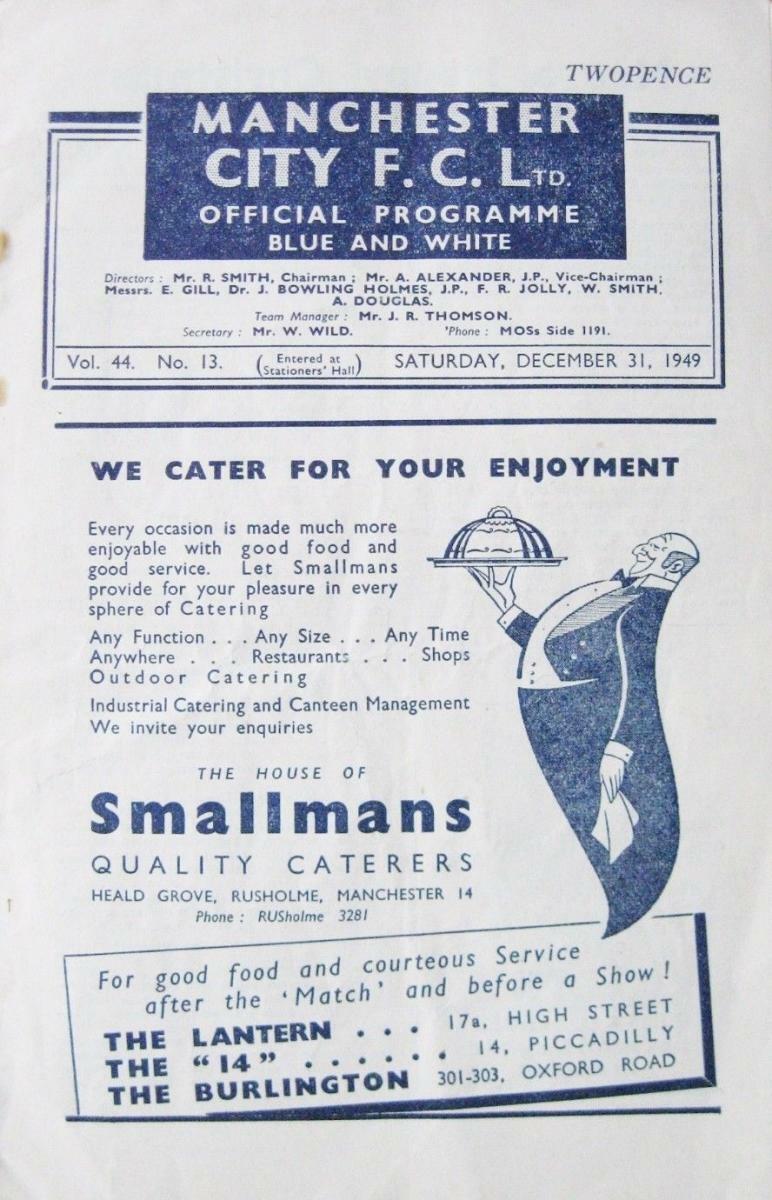 TWOPENCE
MANCHESTER
CITY F. C. LTD.
OFFICIAL PROGRAMME
BLUE AND WHITE
Directors : Mr. R. SMITH, Chairman ; Mr. A. ALEXANDER, J.P., Vice-Chairman ;
Messrs. E. GILL, Dr. J. BOWLING HOLMES, J.P., F. R. JOLLY, W. SMITH,
A. DOUGLAS.
Team Manager : Mr. J. R. THOMSON.
Secretary : Mr. W. WILD. 'Phone : MOSs Side 1191.
Vol. 44. No. 13. (Entered at Stationers' Hall) SATURDAY, DECEMBER 31, 1949
WE CATER FOR YOUR ENJOYMENT
Every occasion is made much more
enjoyable with good food and
good service. Let Smallmans
provide for your pleasure in every
sphere of Catering
Any Function . . . Any Size . . . Any Time
Anywhere . . . Restaurants . . . Shops
Outdoor Catering
Industrial Catering and Canteen Management
We invite your enquiries
THE HOUSE OF
Smallmans
QUALITY CATERERS
HEALD GROVE, RUSHOLME, MANCHESTER 14
Phone : RUSholme 3281
For good food and courteous Service
after the 'Match' and before a Show !
THE LANTERN . . . 17a, HIGH STREET
THE "14" . . . . . . 14, PICCADILLY
THE BURLINGTON 301-303, OXFORD ROAD